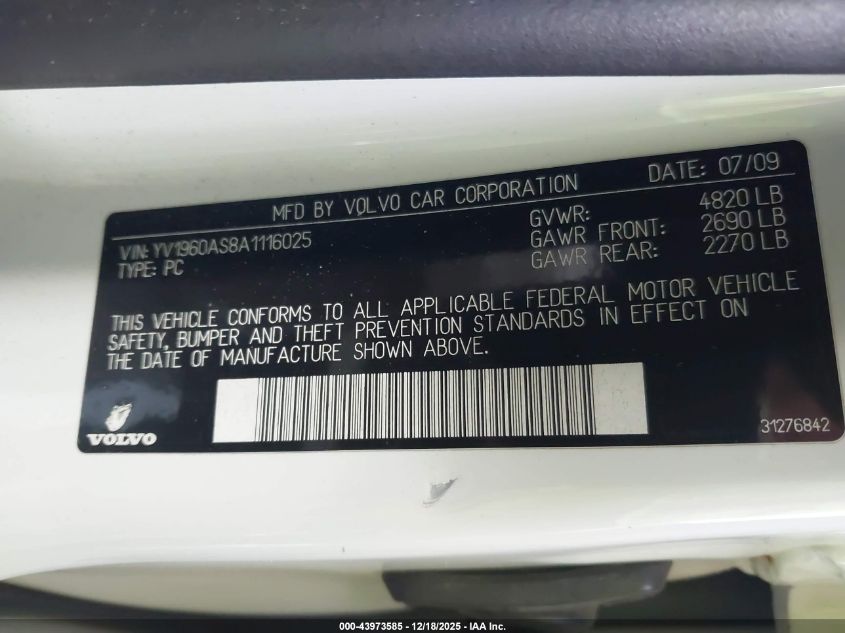 MFD BY VOLVO CAR CORPORATION DATE: 07/09
VIN: YV1960AS8A1116025
TYPE: PC
GVWR: 4820 LB
GAWR FRONT: 2690 LB
GAWR REAR: 2270 LB
THIS VEHICLE CONFORMS TO ALL APPLICABLE FEDERAL MOTOR VEHICLE
SAFETY, BUMPER AND THEFT PREVENTION STANDARDS IN EFFECT ON
THE DATE OF MANUFACTURE SHOWN ABOVE.
VOLVO
31276842
000-43973585 - 12/18/2025 - IAA Inc.